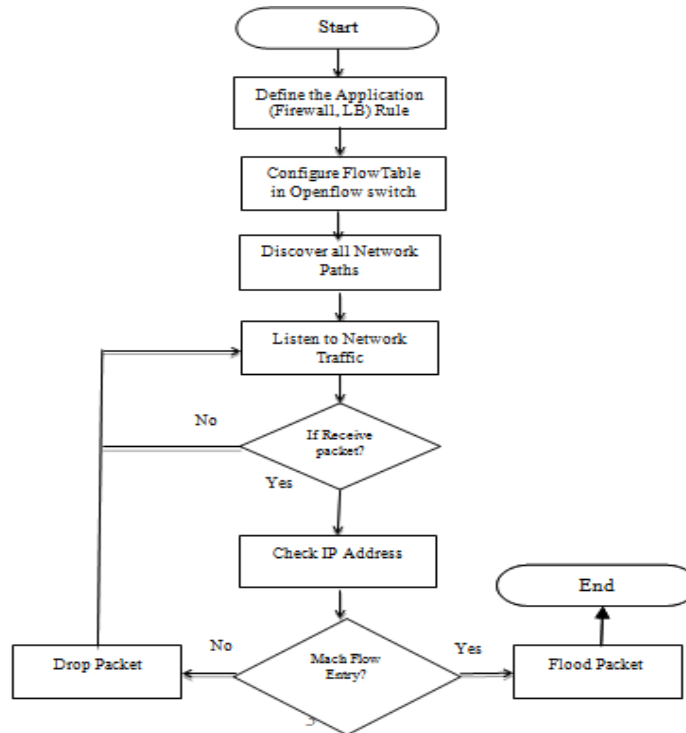 Start
Define the Application
(Firewall, LB) Rule
Configure FlowTable
in Openflow switch
Discover all Network
Paths
Listen to Network
Traffic
No
If Receive
packet?
Yes
Check IP Address
End
No
Mach Flow
Entry?
Yes
Drop Packet
Flood Packet